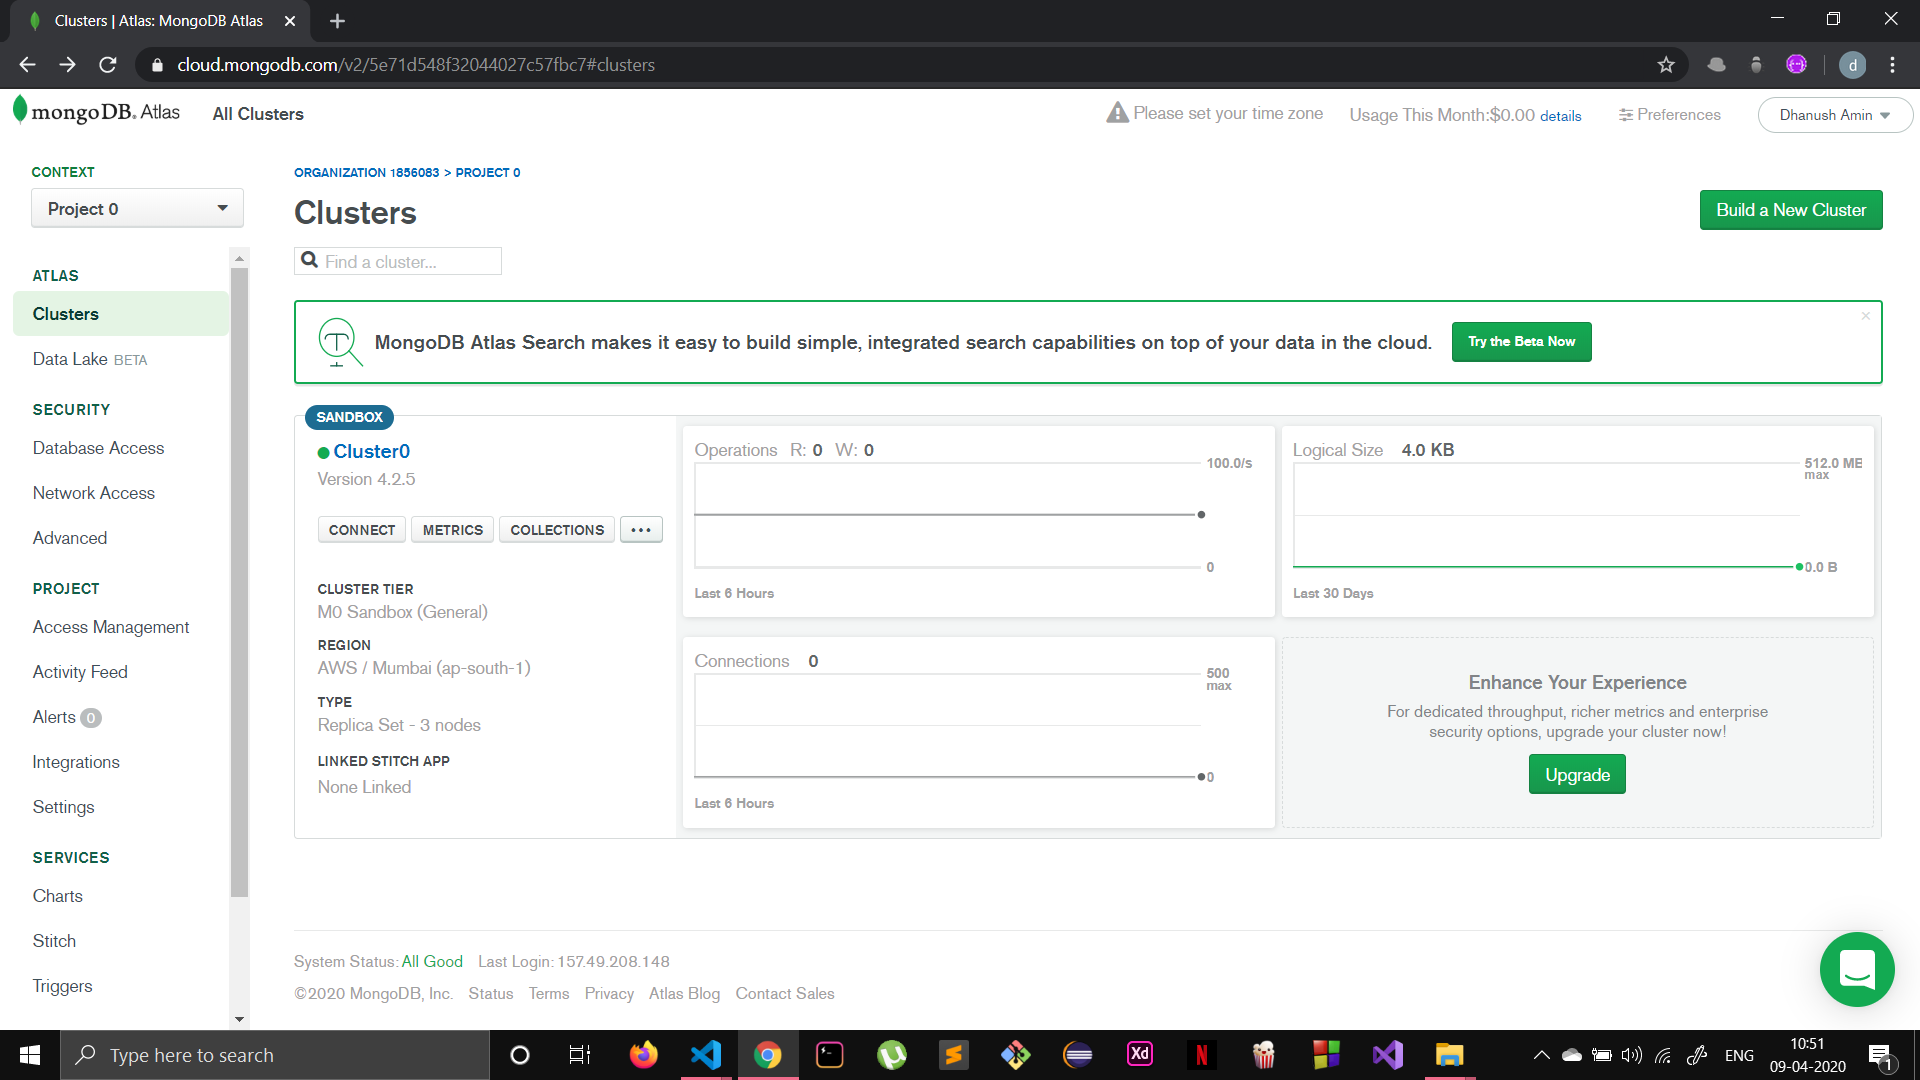 Clusters | Atlas: MongoDB Atlas
cloud.mongodb.com/v2/5e71d548f32044027c57fbc7#clusters
d
mongoDB. Atlas
All Clusters
Please set your time zone
Usage This Month:$0.00 details
Preferences
Dhanush Amin
CONTEXT
Project 0
ATLAS
Clusters
Data Lake BETA
SECURITY
Database Access
Network Access
Advanced
PROJECT
Access Management
Activity Feed
Alerts 0
Integrations
Settings
SERVICES
Charts
Stitch
Triggers
ORGANIZATION 1856083 > PROJECT 0
Clusters
Build a New Cluster
Find a cluster...
MongoDB Atlas Search makes it easy to build simple, integrated search capabilities on top of your data in the cloud.
Try the Beta Now
SANDBOX
Cluster0
Version 4.2.5
CONNECT
METRICS
COLLECTIONS
...
CLUSTER TIER
M0 Sandbox (General)
REGION
AWS / Mumbai (ap-south-1)
TYPE
Replica Set - 3 nodes
LINKED STITCH APP
None Linked
Operations R: 0 W: 0
100.0/s
0
Last 6 Hours
Logical Size 4.0 KB
512.0 MB
max
0.0 B
Last 30 Days
Connections 0
500
max
0
Last 6 Hours
Enhance Your Experience
For dedicated throughput, richer metrics and enterprise
security options, upgrade your cluster now!
Upgrade
System Status: All Good Last Login: 157.49.208.148
©2020 MongoDB, Inc. Status Terms Privacy Atlas Blog Contact Sales
Type here to search
Xd
N
ENG
10:51
09-04-2020
1